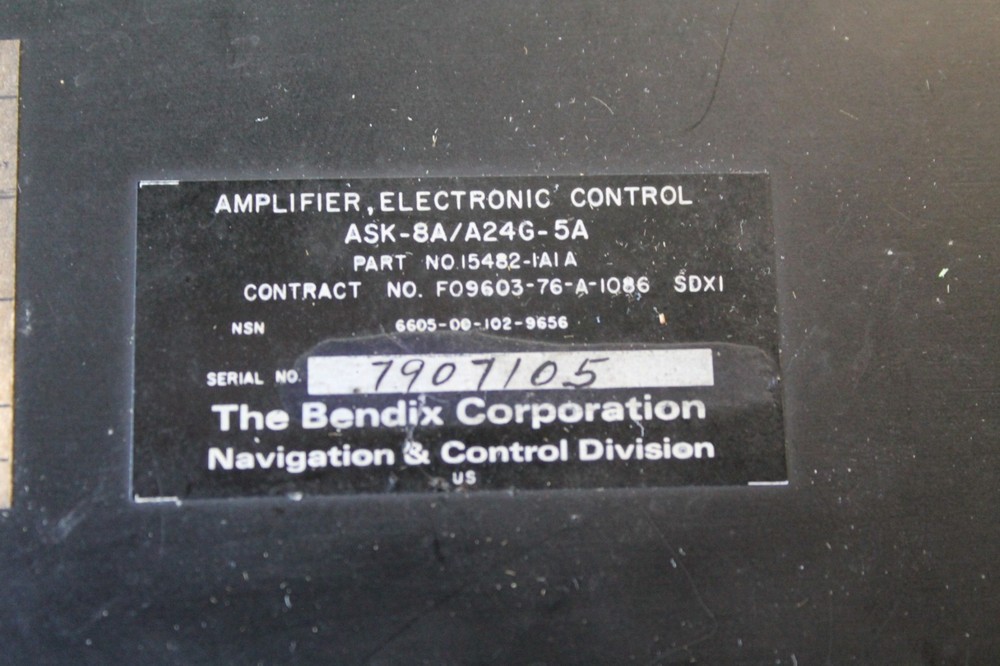 AMPLIFIER, ELECTRONIC CONTROL
ASK-8A/A24G-5A
PART NO. 15482-1A1A
CONTRACT NO. F09603-76-A-1086 SDX1
NSN 6605-00-102-9656
SERIAL NO. 7907105
The Bendix Corporation
Navigation & Control Division
US